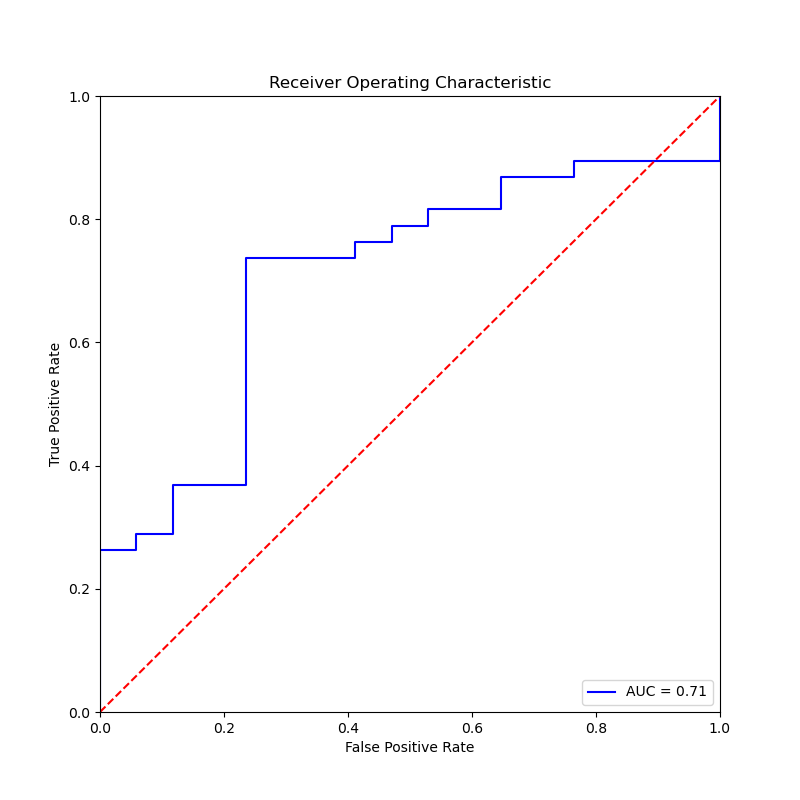 Receiver Operating Characteristic
True Positive Rate
1.0
0.8
0.6
0.4
0.2
0.0
AUC = 0.71
0.0 0.2 0.4 0.6 0.8 1.0
False Positive Rate